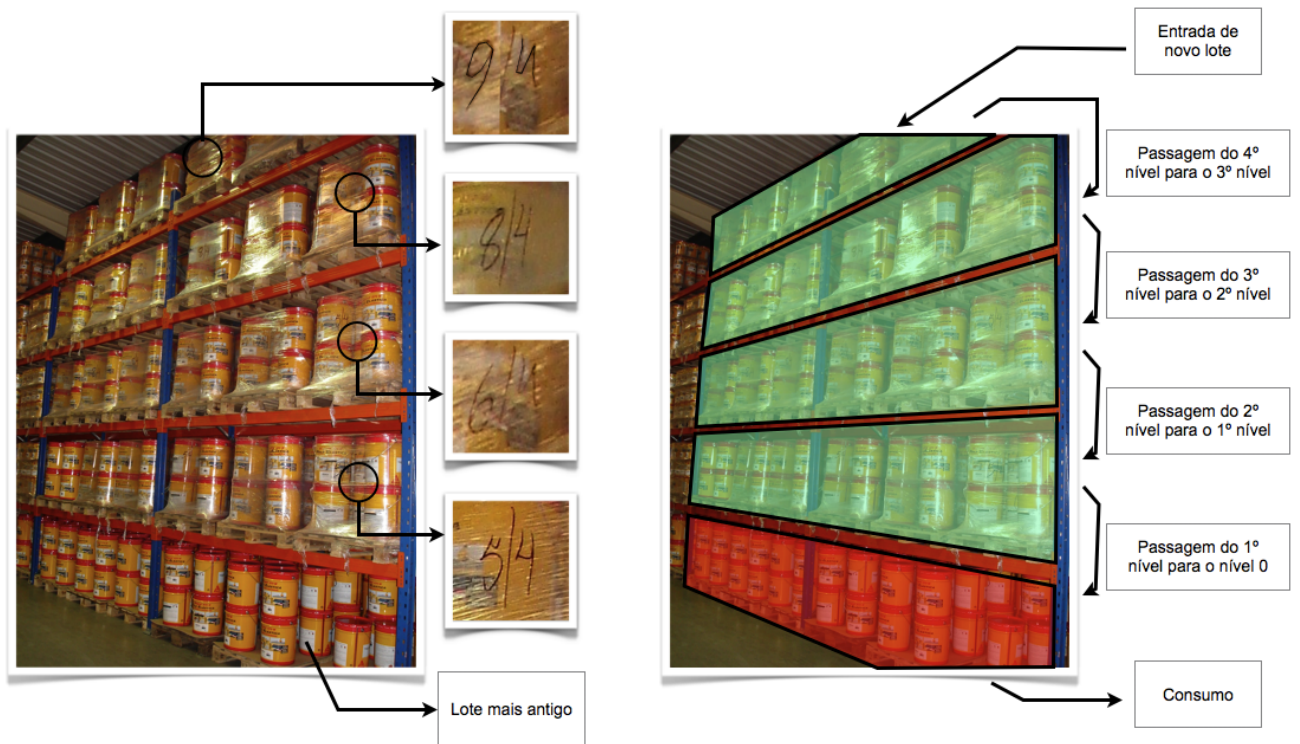 9/4
8/4
6/4
5/4
Lote mais antigo
Entrada de
novo lote
Passagem do 4º
nível para o 3º nível
Passagem do 3º
nível para o 2º nível
Passagem do 2º
nível para o 1º nível
Passagem do 1º
nível para o nível 0
Consumo